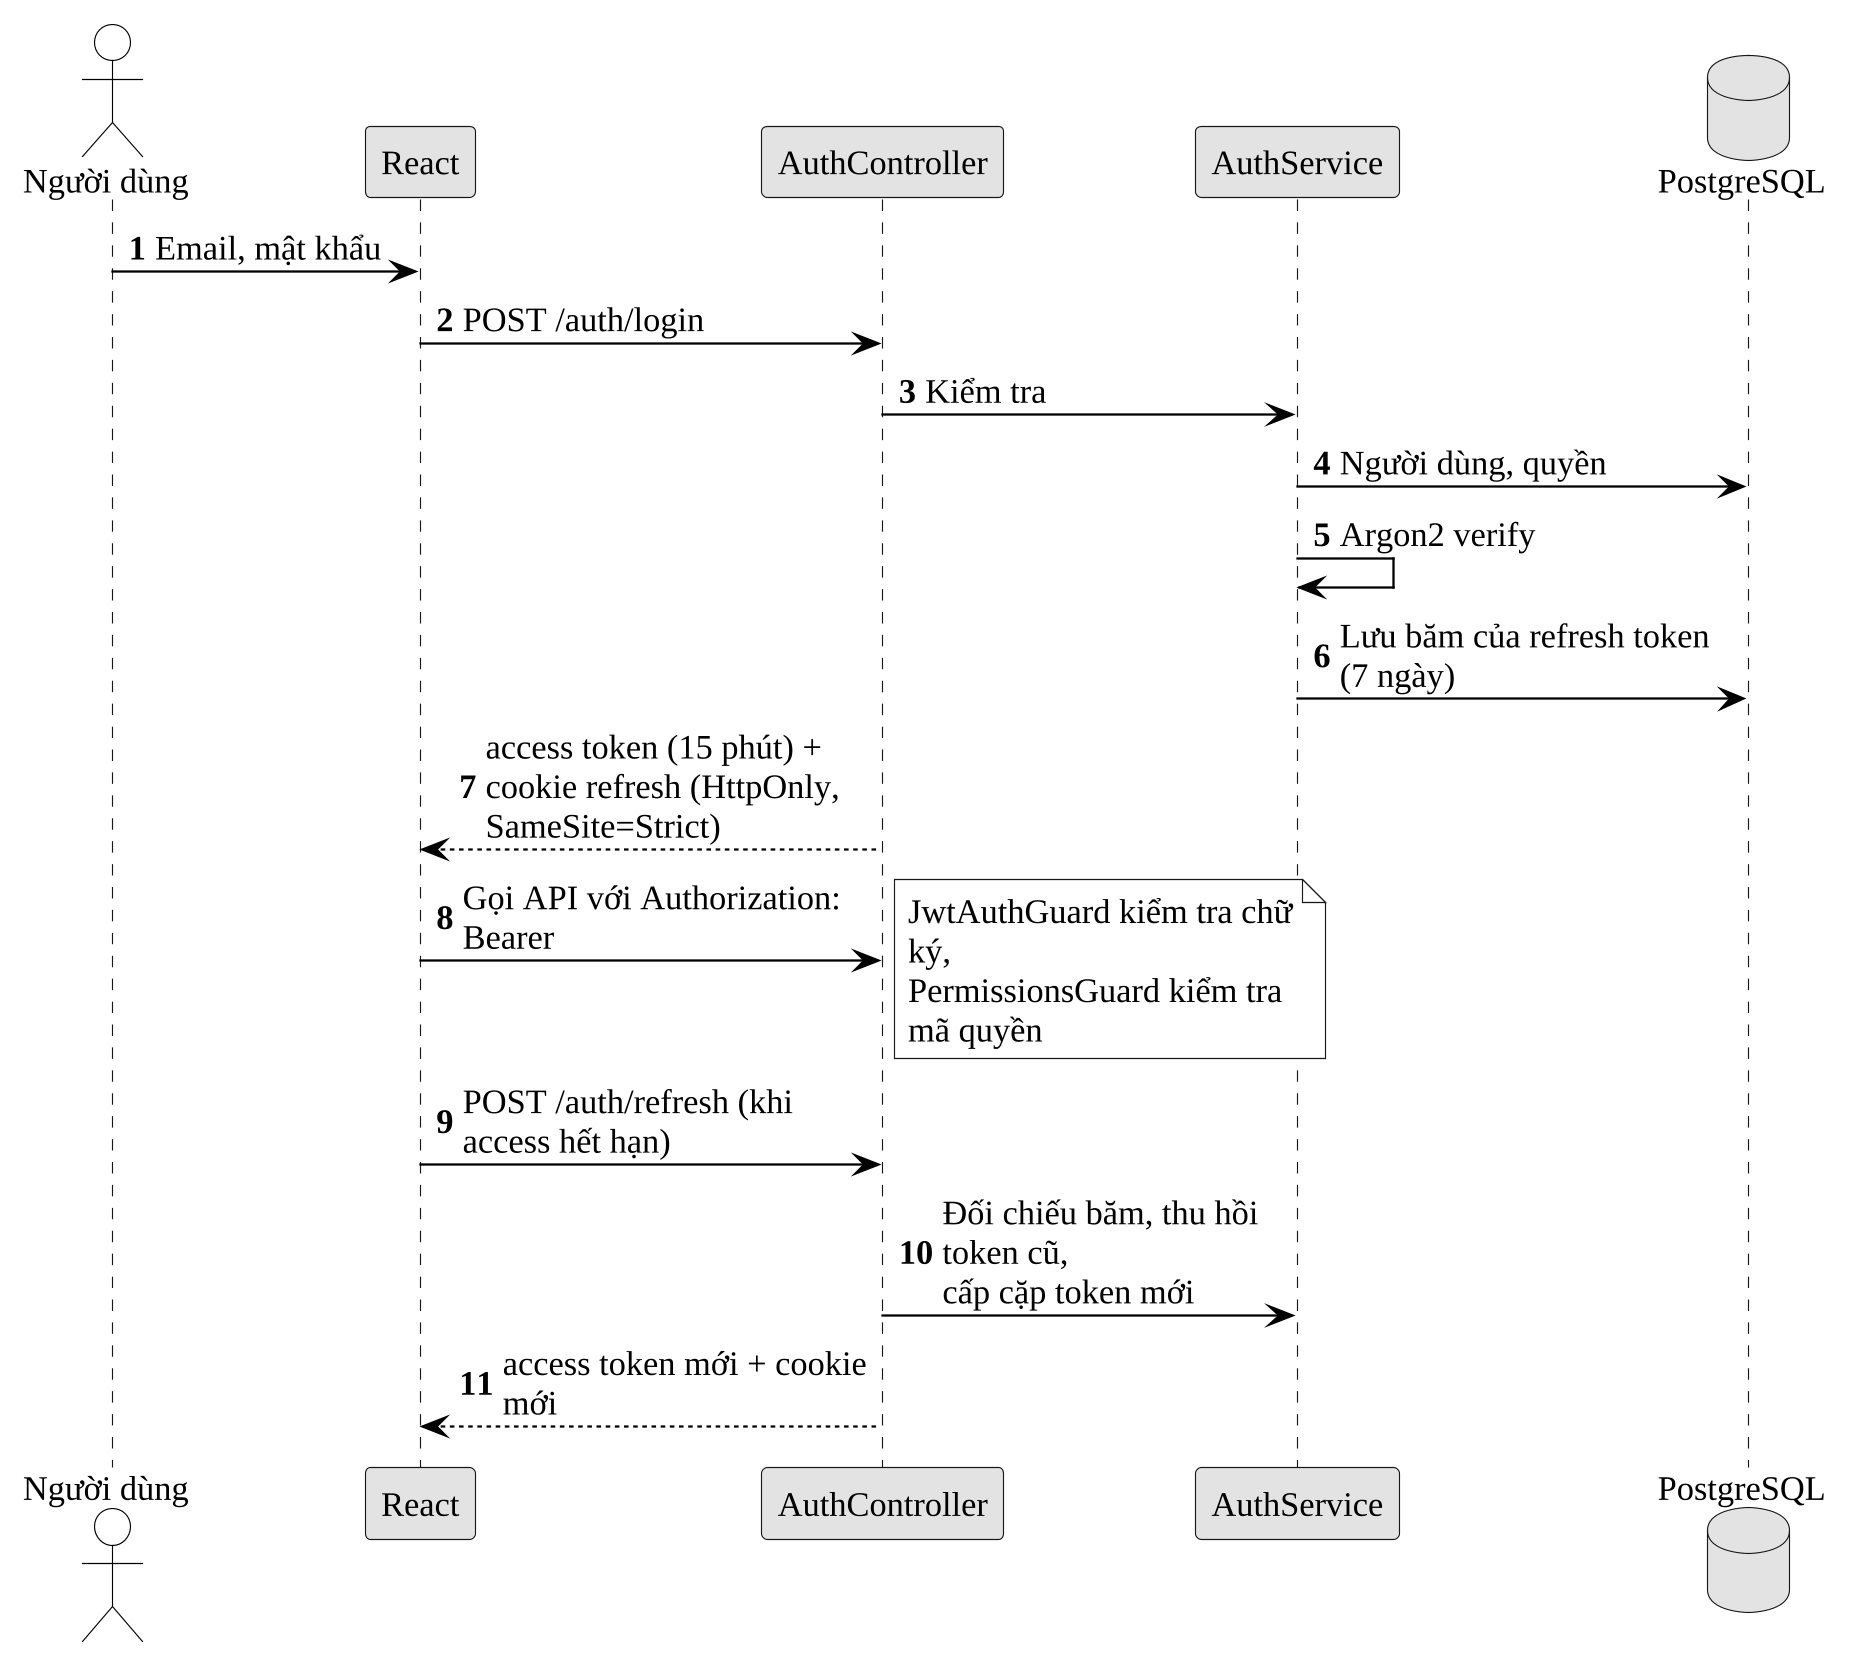 Người dùng
React
AuthController
AuthService
PostgreSQL
1 Email, mật khẩu
2 POST /auth/login
3 Kiểm tra
4 Người dùng, quyền
5 Argon2 verify
6 Lưu băm của refresh token
(7 ngày)
access token (15 phút) +
7 cookie refresh (HttpOnly,
SameSite=Strict)
8 Gọi API với Authorization:
Bearer
JwtAuthGuard kiểm tra chữ
ký,
PermissionsGuard kiểm tra
mã quyền
9 POST /auth/refresh (khi
access hết hạn)
Đối chiếu băm, thu hồi
10 token cũ,
cấp cặp token mới
11 access token mới + cookie
mới
Người dùng
React
AuthController
AuthService
PostgreSQL